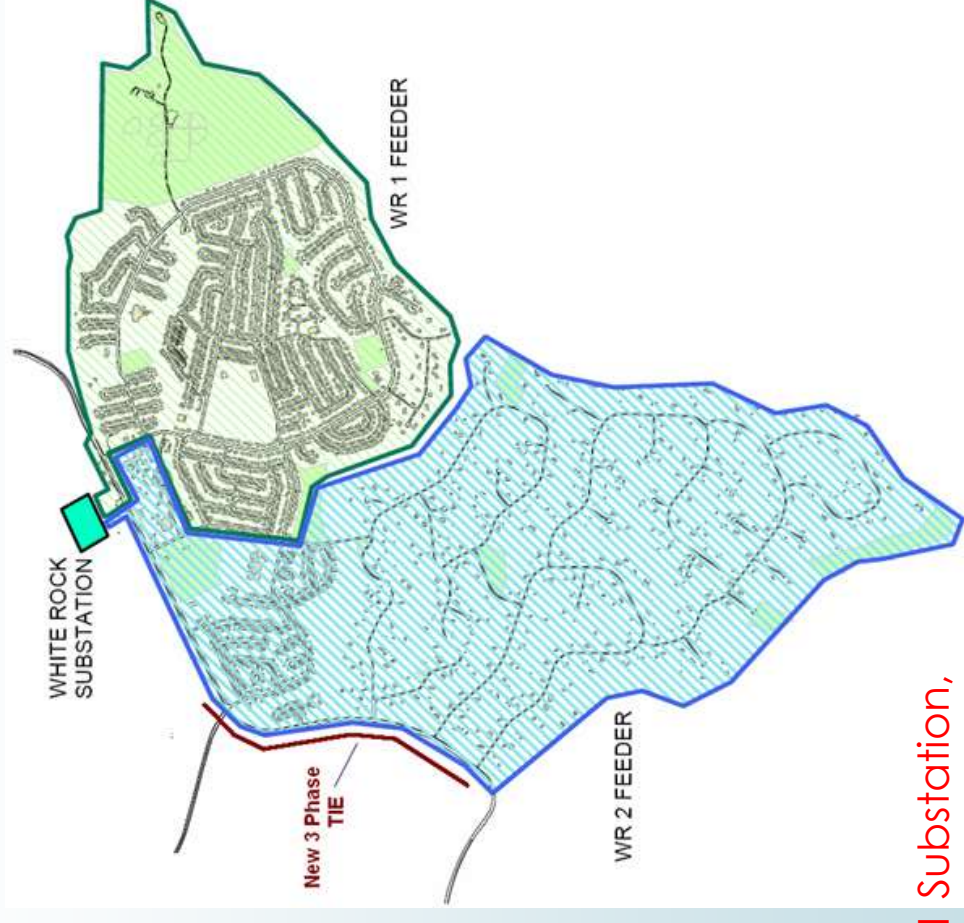 WHITE ROCK
SUBSTATION
WR 1 FEEDER
New 3 Phase
TIE
WR 2 FEEDER
Substation,